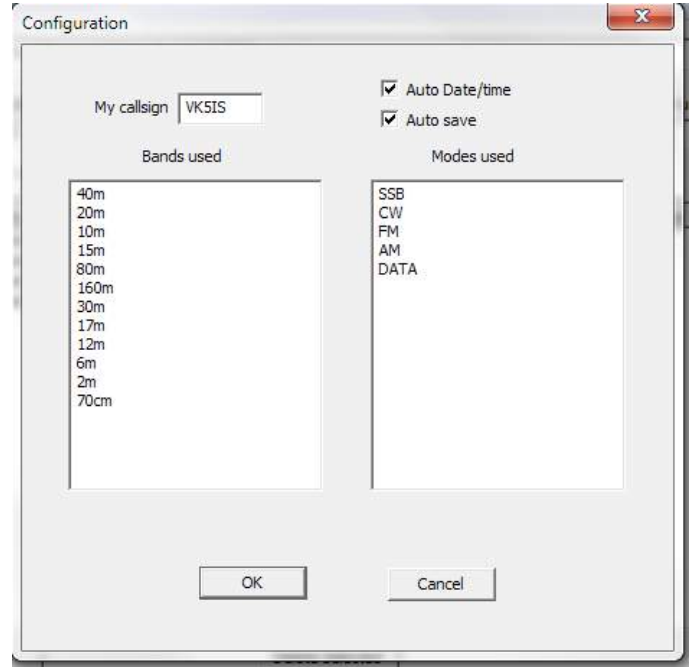 Configuration
My callsign VK5IS
Auto Date/time
Auto save
Bands used
Modes used
40m
20m
10m
15m
80m
160m
30m
17m
12m
6m
2m
70cm
SSB
CW
FM
AM
DATA
OK
Cancel